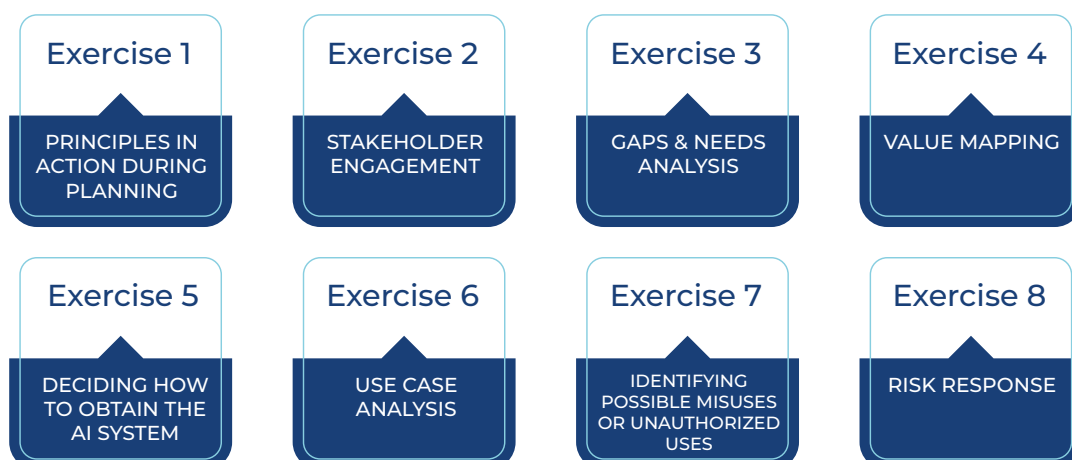 Exercise 1
PRINCIPLES IN
ACTION DURING
PLANNING
Exercise 2
STAKEHOLDER
ENGAGEMENT
Exercise 3
GAPS & NEEDS
ANALYSIS
Exercise 4
VALUE MAPPING
Exercise 5
DECIDING HOW
TO OBTAIN THE
AI SYSTEM
Exercise 6
USE CASE
ANALYSIS
Exercise 7
IDENTIFYING
POSSIBLE MISUSES
OR UNAUTHORIZED
USES
Exercise 8
RISK RESPONSE